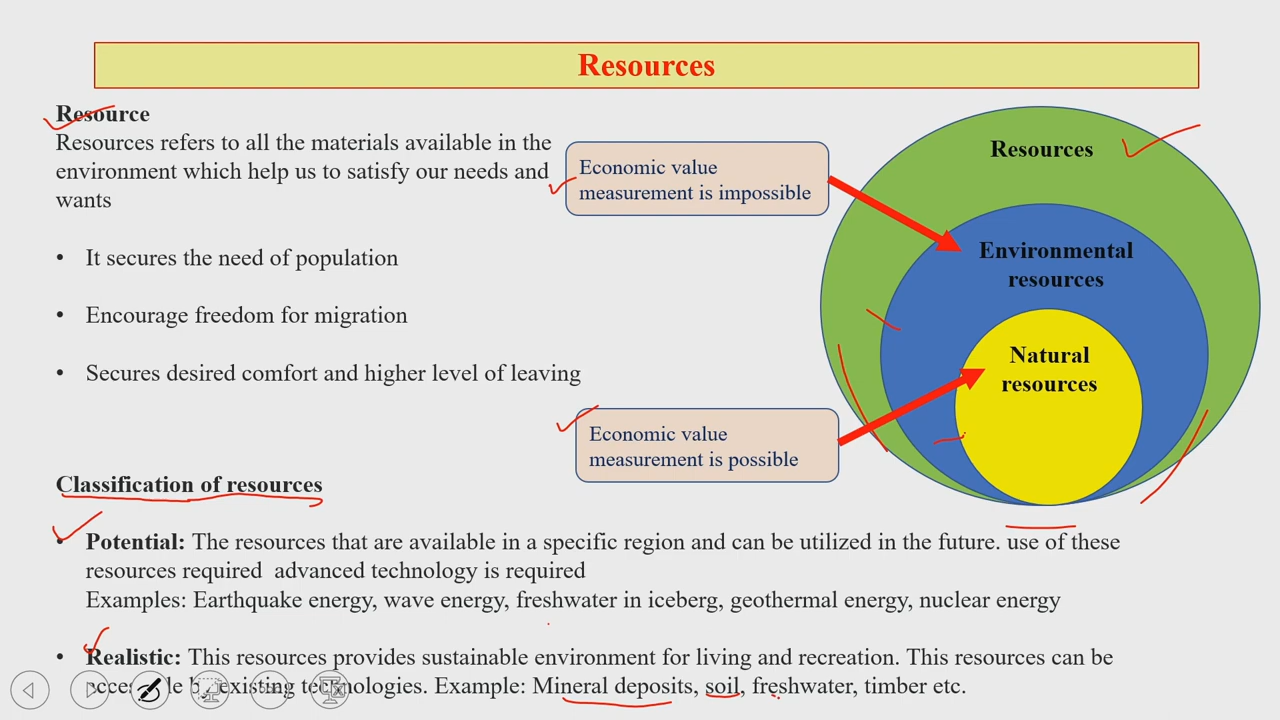 Resources
Resource
Resources refers to all the materials available in the
environment which help us to satisfy our needs and
wants
• It secures the need of population
• Encourage freedom for migration
• Secures desired comfort and higher level of leaving
Economic value
measurement is impossible
Economic value
measurement is possible
Resources
Environmental
resources
Natural
resources
Classification of resources
• Potential: The resources that are available in a specific region and can be utilized in the future. use of these
resources required advanced technology is required
Examples: Earthquake energy, wave energy, freshwater in iceberg, geothermal energy, nuclear energy
• Realistic: This resources provides sustainable environment for living and recreation. This resources can be
existing technologies. Example: Mineral deposits, soil, freshwater, timber etc.